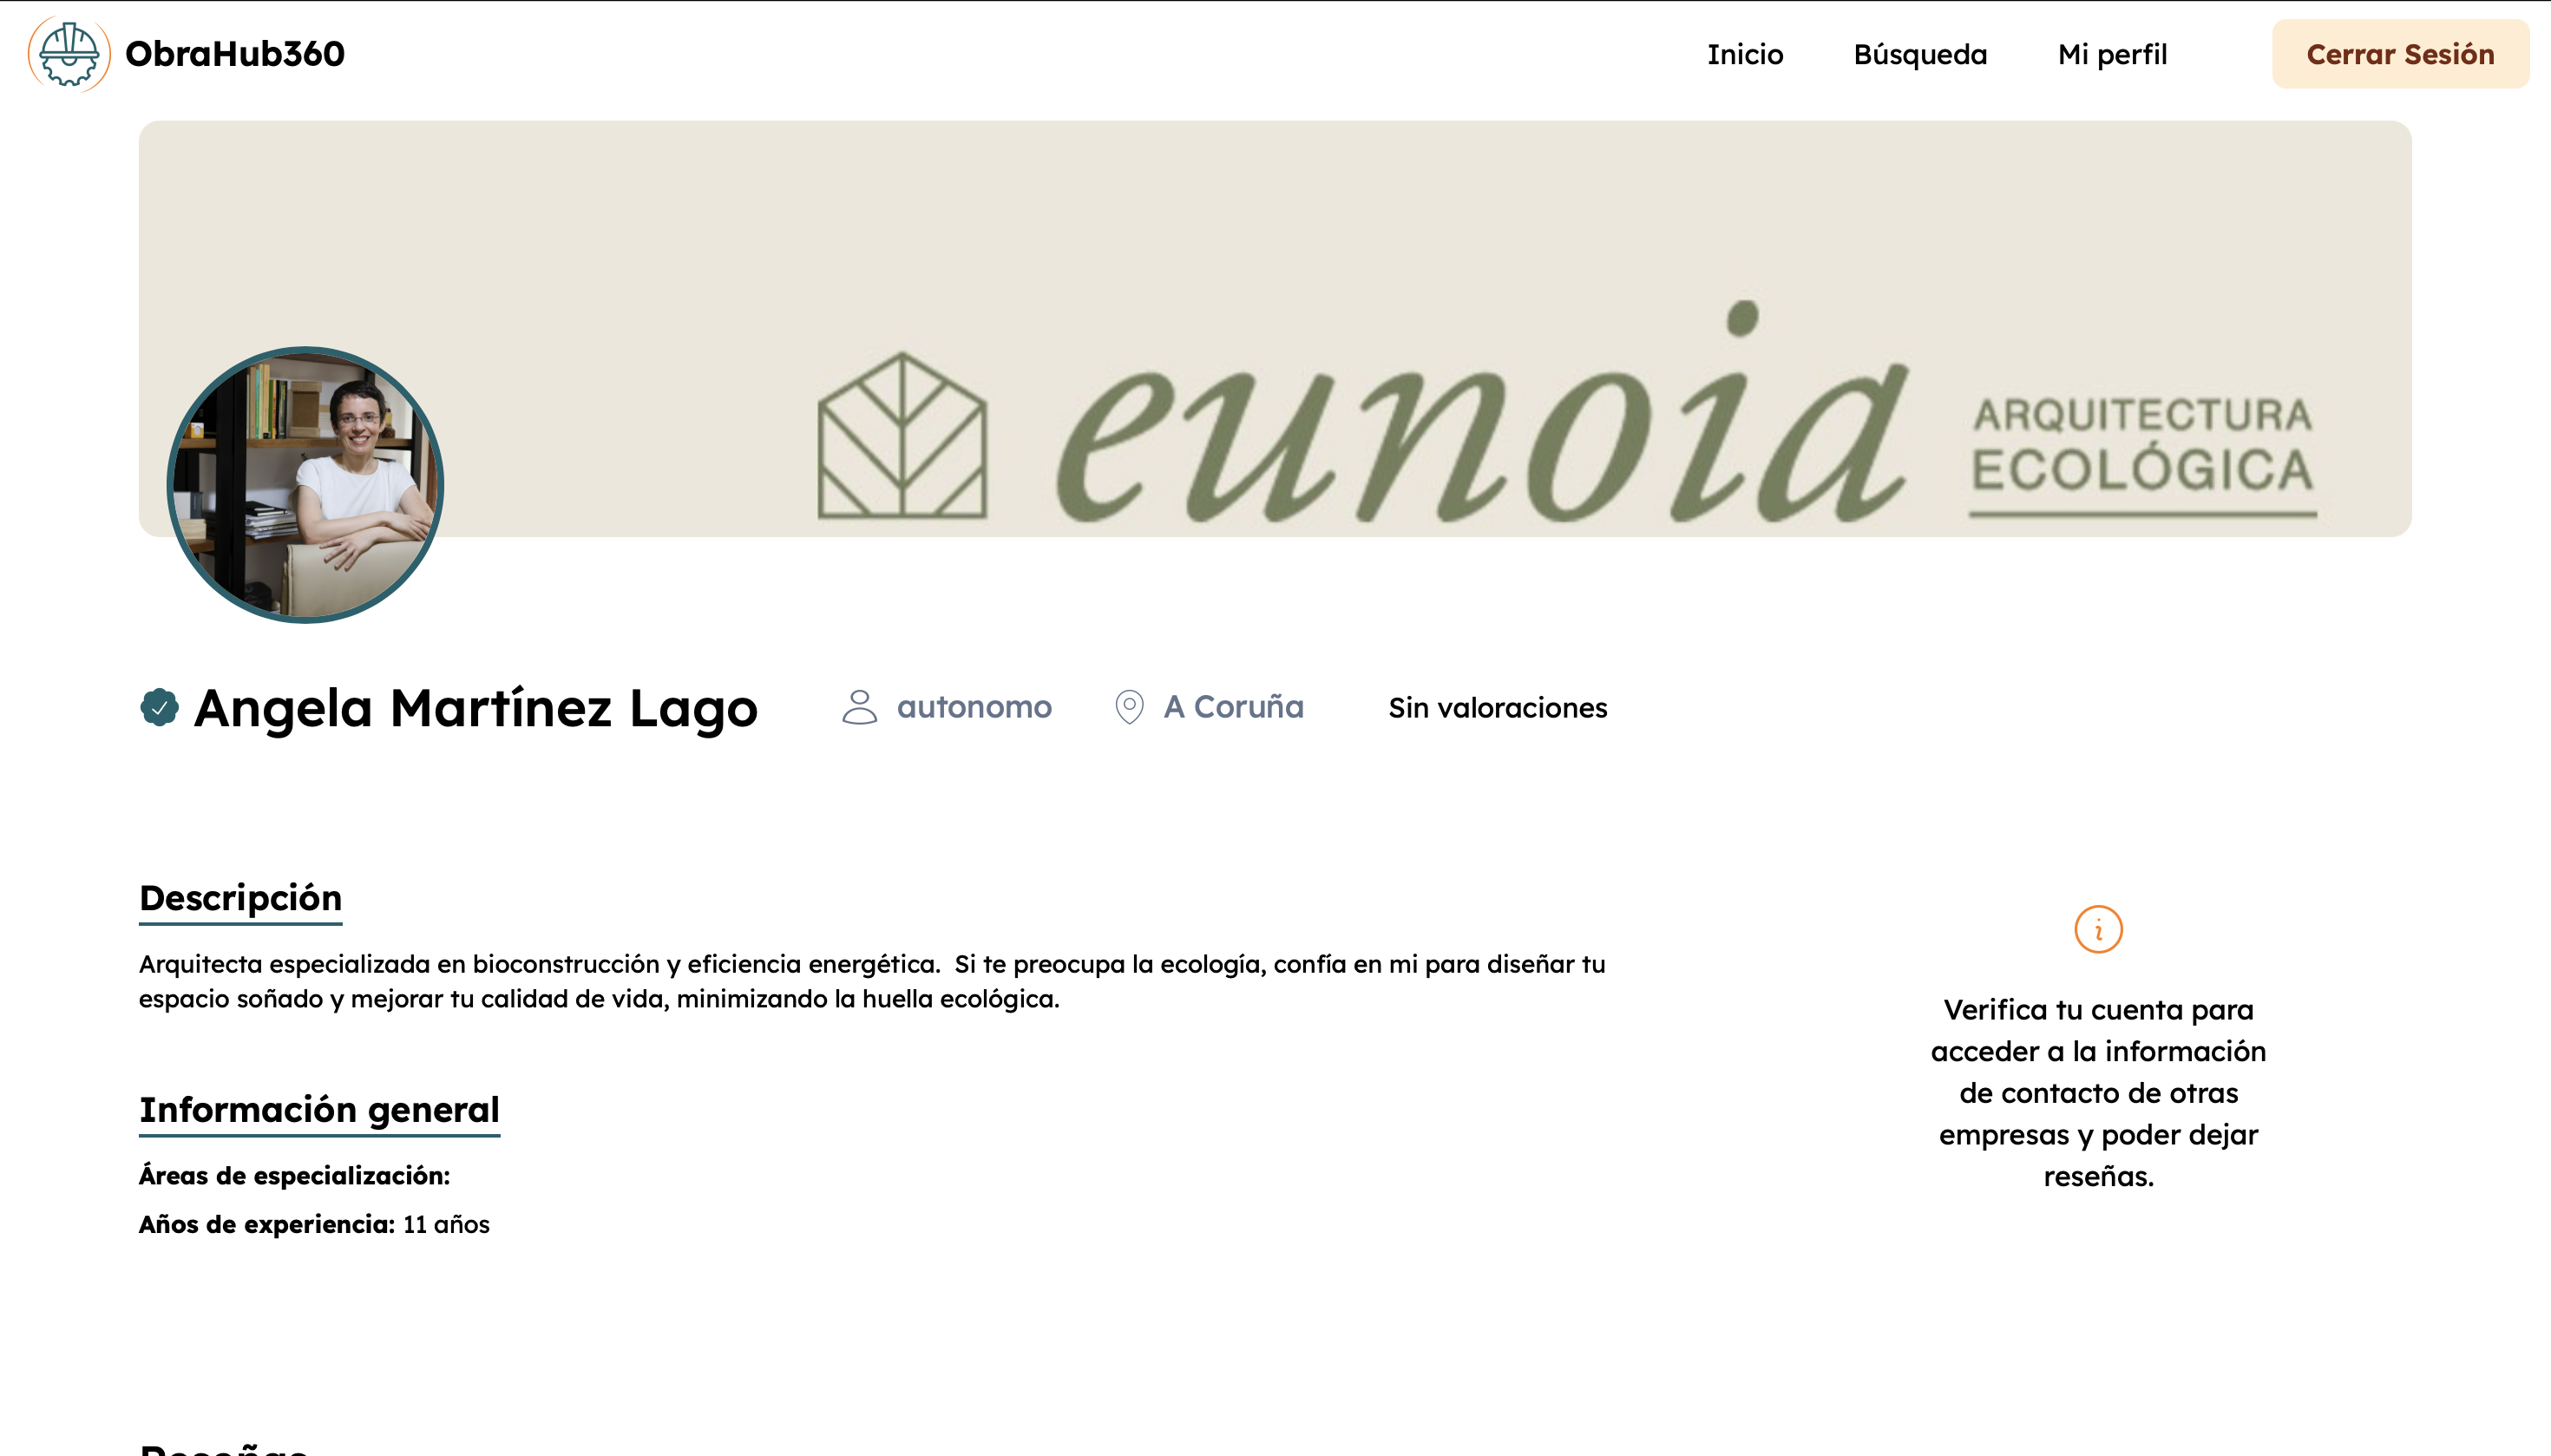 ObraHub360
Inicio
Búsqueda
Mi perfil
Cerrar Sesión
eunoia
ARQUITECTURA
ECOLÓGICA
Angela Martínez Lago
autonomo
A Coruña
Sin valoraciones
Descripción
Arquitecta especializada en bioconstrucción y eficiencia energética.  Si te preocupa la ecología, confía en mi para diseñar tu
espacio soñado y mejorar tu calidad de vida, minimizando la huella ecológica.
Información general
Áreas de especialización:
Años de experiencia: 11 años
Verifica tu cuenta para
acceder a la información
de contacto de otras
empresas y poder dejar
reseñas.
Reseñas